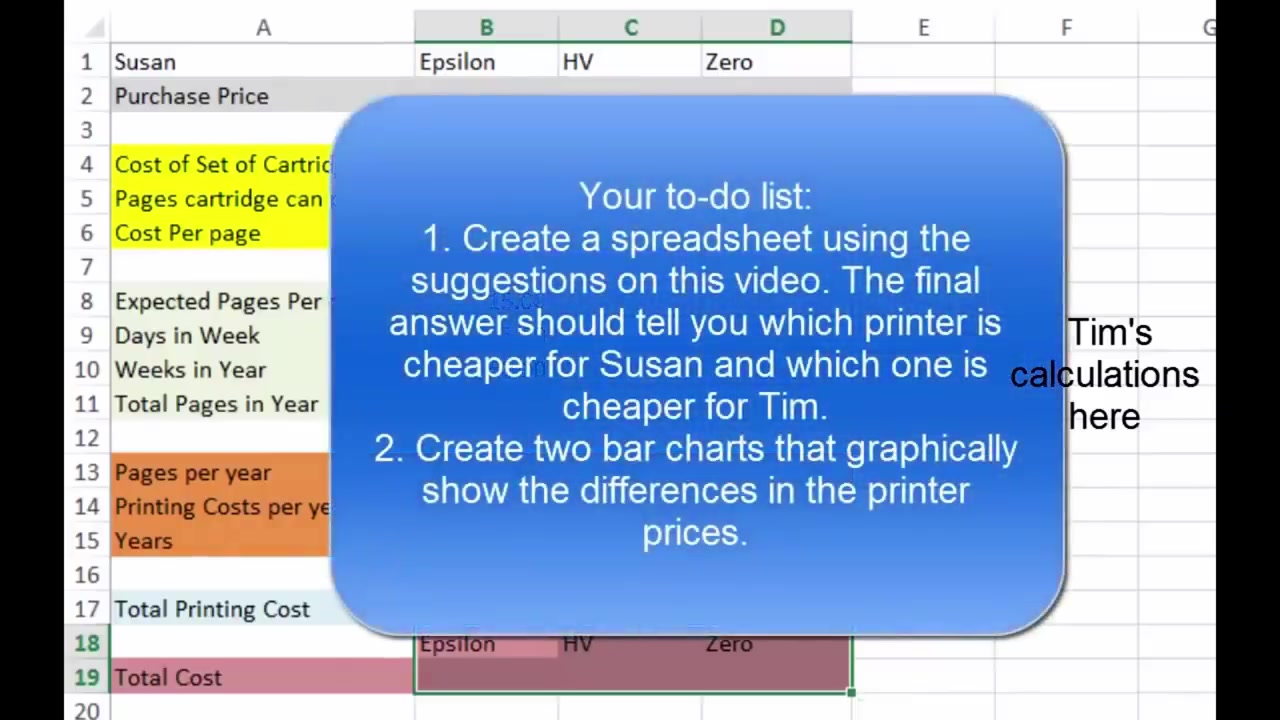 A B C D E F G
1 Susan Epsilon HV Zero
2 Purchase Price
3
4 Cost of Set of Cartrid
5 Pages cartridge can
6 Cost Per page
7
8 Expected Pages Per
9 Days in Week
10 Weeks in Year
11 Total Pages in Year
12
13 Pages per year
14 Printing Costs per ye
15 Years
16
17 Total Printing Cost
18 Epsilon HV Zero
19 Total Cost
20
Your to-do list:
1. Create a spreadsheet using the
suggestions on this video. The final
answer should tell you which printer is
cheaper for Susan and which one is
cheaper for Tim.
2. Create two bar charts that graphically
show the differences in the printer
prices.
Tim's
calculations
here